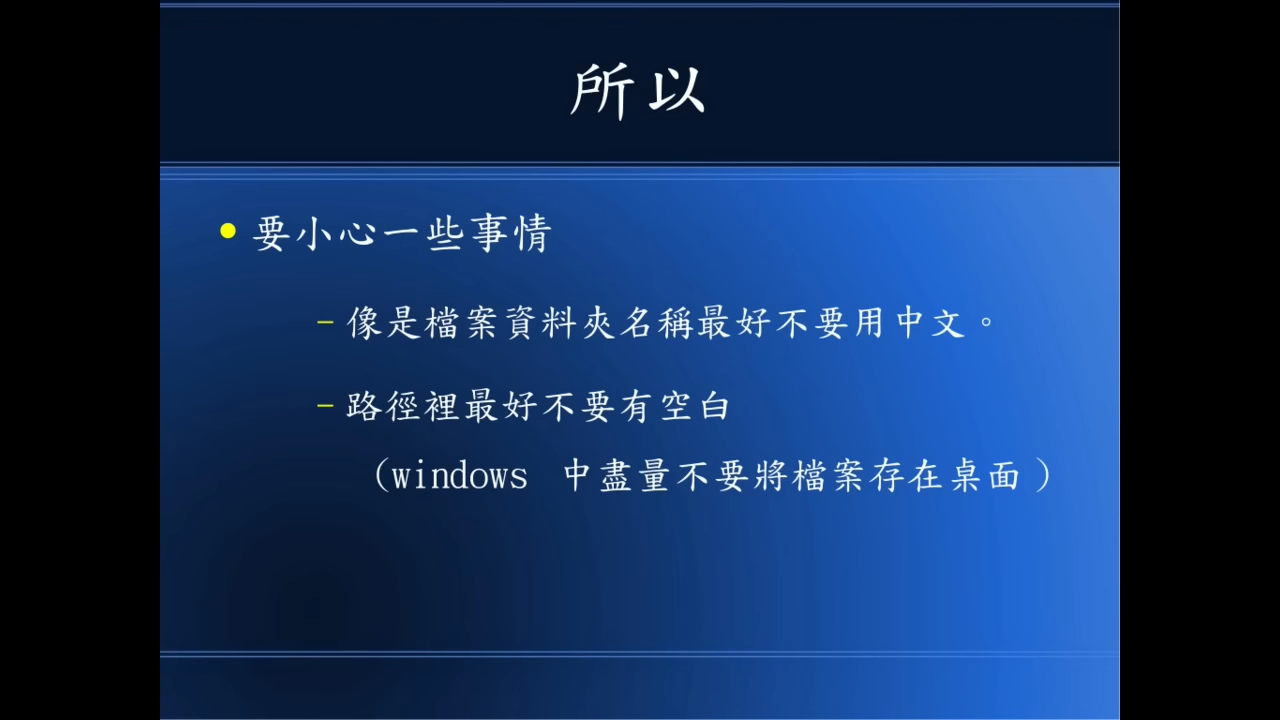 所以
要小心一些事情
– 像是檔案資料夾名稱最好不要用中文。
– 路徑裡最好不要有空白
(windows 中盡量不要將檔案存在桌面)